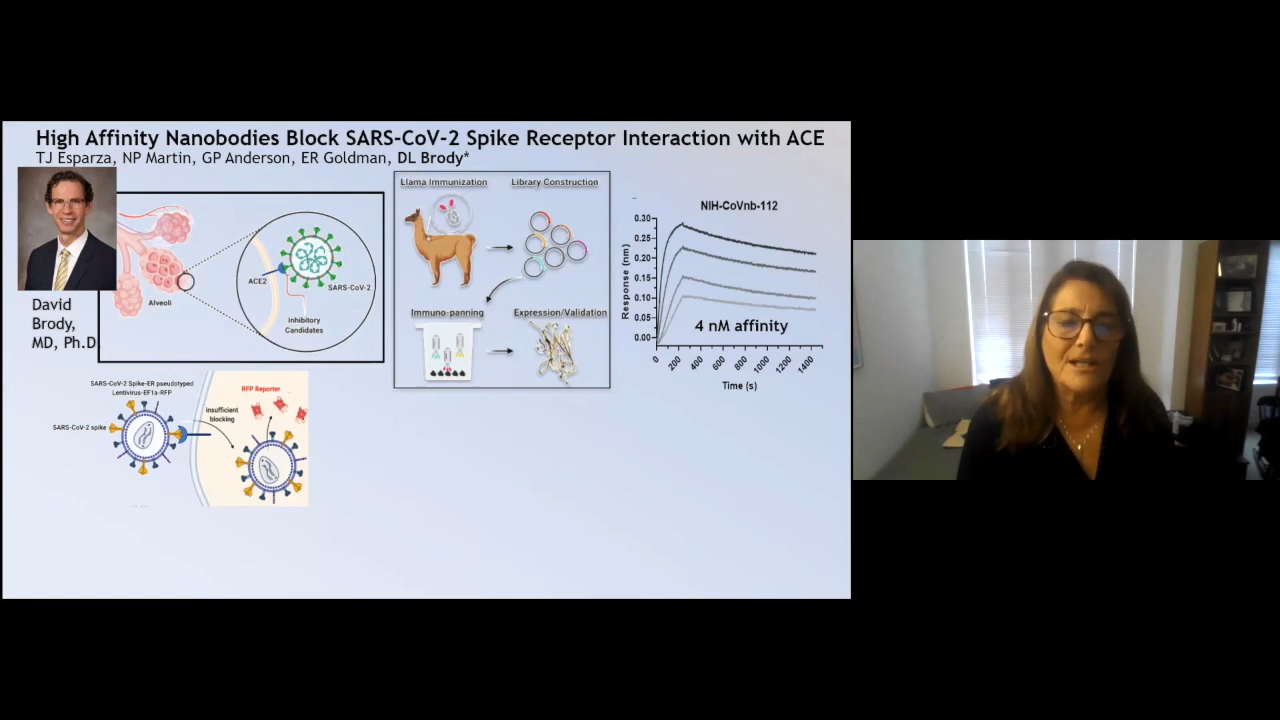 High Affinity Nanobodies Block SARS-CoV-2 Spike Receptor Interaction with ACE
TJ Esparza, NP Martin, GP Anderson, ER Goldman, DL Brody*
David
Brody,
MD, Ph.D
Alveoli
ACE2
SARS-CoV-2
Inhibitory
Candidates
Llama Immunization
Library Construction
Immuno-panning
Expression/Validation
NIH-CoVnb-112
Response (nm)
0.30
0.25
0.20
0.15
0.10
0.05
0.00
4 nM affinity
0
200
400
600
800
1000
1200
1400
Time (s)
SARS-CoV-2 Spike-ER pseudotyped
Lentivirus-EF1a-RFP
SARS-CoV-2 spike
insufficient
blocking
RFP Reporter